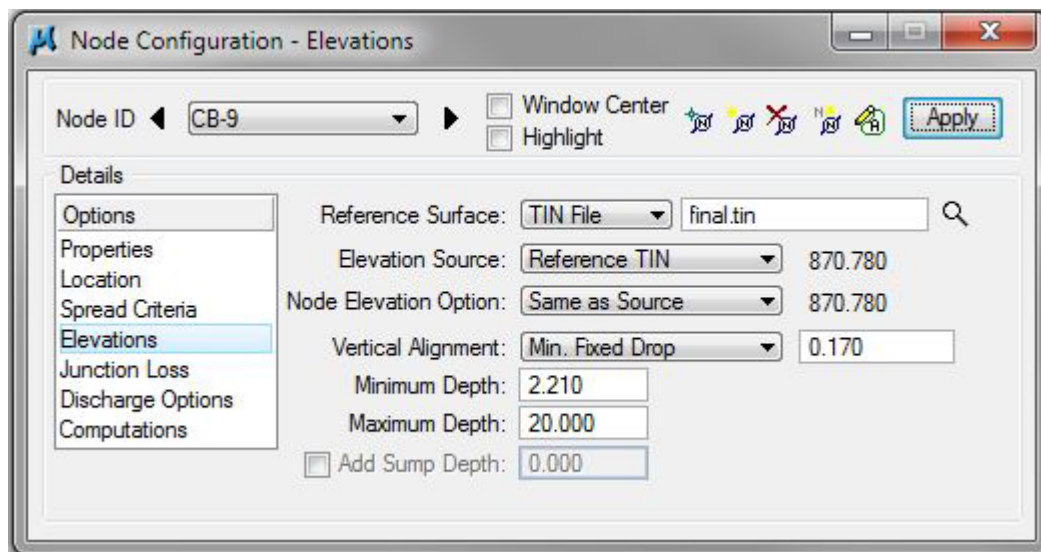 Node Configuration - Elevations
Node ID CB-9 Window Center Apply
Highlight
Details
Options
Properties
Location
Spread Criteria
Elevations
Junction Loss
Discharge Options
Computations
Reference Surface: TIN File final.tin
Elevation Source: Reference TIN 870.780
Node Elevation Option: Same as Source 870.780
Vertical Alignment: Min. Fixed Drop 0.170
Minimum Depth: 2.210
Maximum Depth: 20.000
Add Sump Depth: 0.000